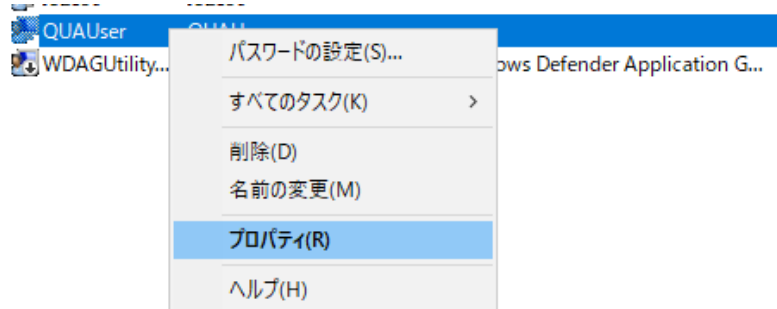 QUAUser
パスワードの設定(S)...
WDAGUtility... ows Defender Application G...
すべてのタスク(K) >
削除(D)
名前の変更(M)
プロパティ(R)
ヘルプ(H)